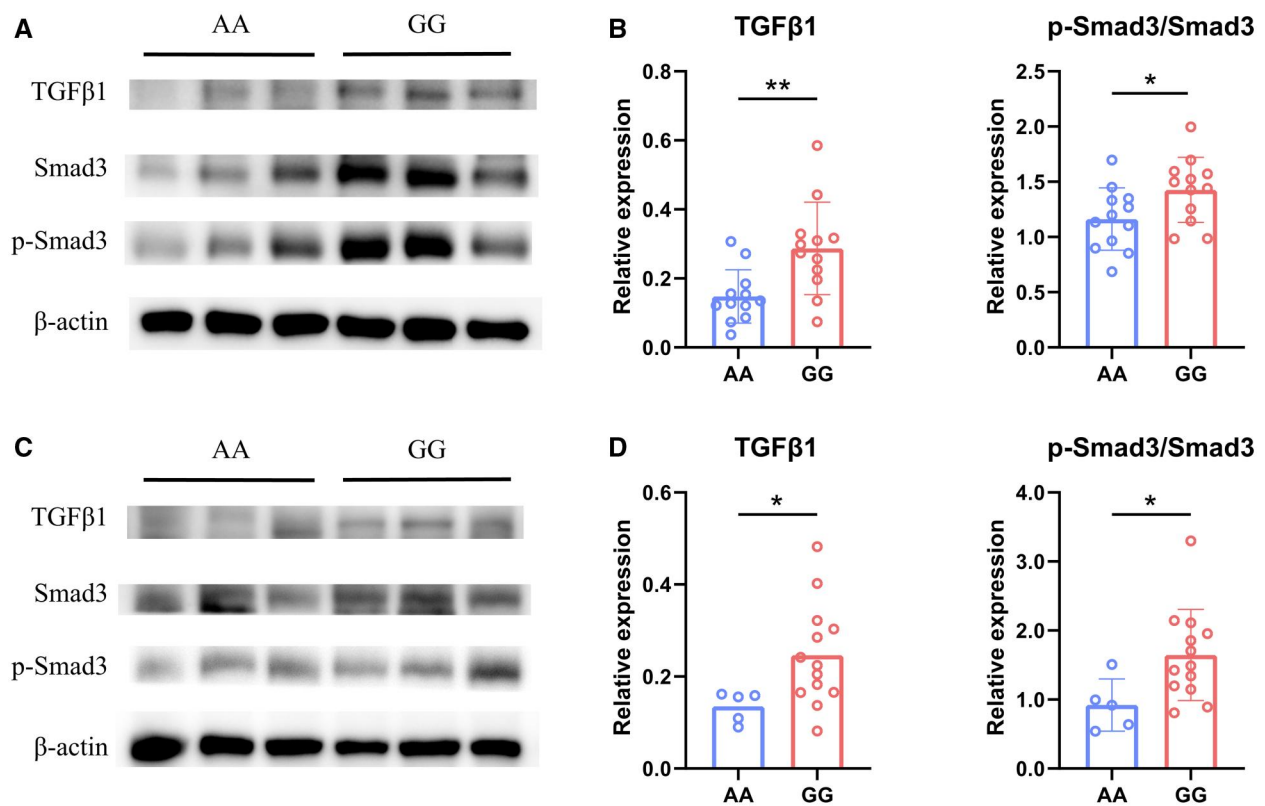 A
AA GG
TGFβ1
Smad3
p-Smad3
β-actin
B
TGFβ1
Relative expression
0.8
0.6
0.4
0.2
0.0
**
AA GG
p-Smad3/Smad3
Relative expression
2.5
2.0
1.5
1.0
0.5
0.0
*
AA GG
C
AA GG
TGFβ1
Smad3
p-Smad3
β-actin
D
TGFβ1
Relative expression
0.6
0.4
0.2
0.0
*
AA GG
p-Smad3/Smad3
Relative expression
4.0
3.0
2.0
1.0
0.0
*
AA GG